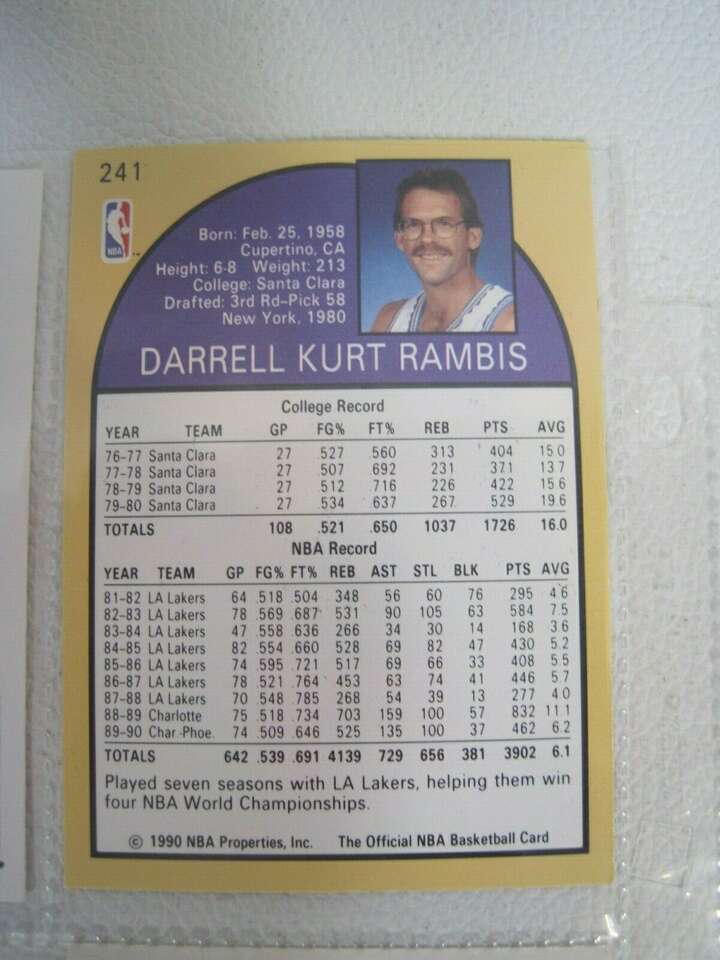 241
NBA
Born: Feb. 25, 1958
Cupertino, CA
Height: 6-8 Weight: 213
College: Santa Clara
Drafted: 3rd Rd-Pick 58
New York, 1980
DARRELL KURT RAMBIS
College Record
YEAR TEAM GP FG% FT% REB PTS AVG
76-77 Santa Clara 27 .527 .560 313 404 15.0
77-78 Santa Clara 27 .507 .692 231 371 13.7
78-79 Santa Clara 27 .512 .716 226 422 15.6
79-80 Santa Clara 27 .534 .637 267 529 19.6
TOTALS 108 .521 .650 1037 1726 16.0
NBA Record
YEAR TEAM GP FG% FT% REB AST STL BLK PTS AVG
81-82 LA Lakers 64 .518 .504 348 56 60 76 295 4.6
82-83 LA Lakers 78 .569 .687 531 90 105 63 584 7.5
83-84 LA Lakers 47 .558 .636 266 34 30 14 168 3.6
84-85 LA Lakers 82 .554 .660 528 69 82 47 430 5.2
85-86 LA Lakers 74 .595 .721 517 69 66 33 408 5.5
86-87 LA Lakers 78 .521 .764 453 63 74 41 446 5.7
87-88 LA Lakers 70 .548 .785 268 54 39 13 277 4.0
88-89 Charlotte 75 .518 .734 703 159 100 57 832 11.1
89-90 Char.-Phoe. 74 .509 .646 525 135 100 37 462 6.2
TOTALS 642 .539 .691 4139 729 656 381 3902 6.1
Played seven seasons with LA Lakers, helping them win
four NBA World Championships.
© 1990 NBA Properties, Inc. The Official NBA Basketball Card